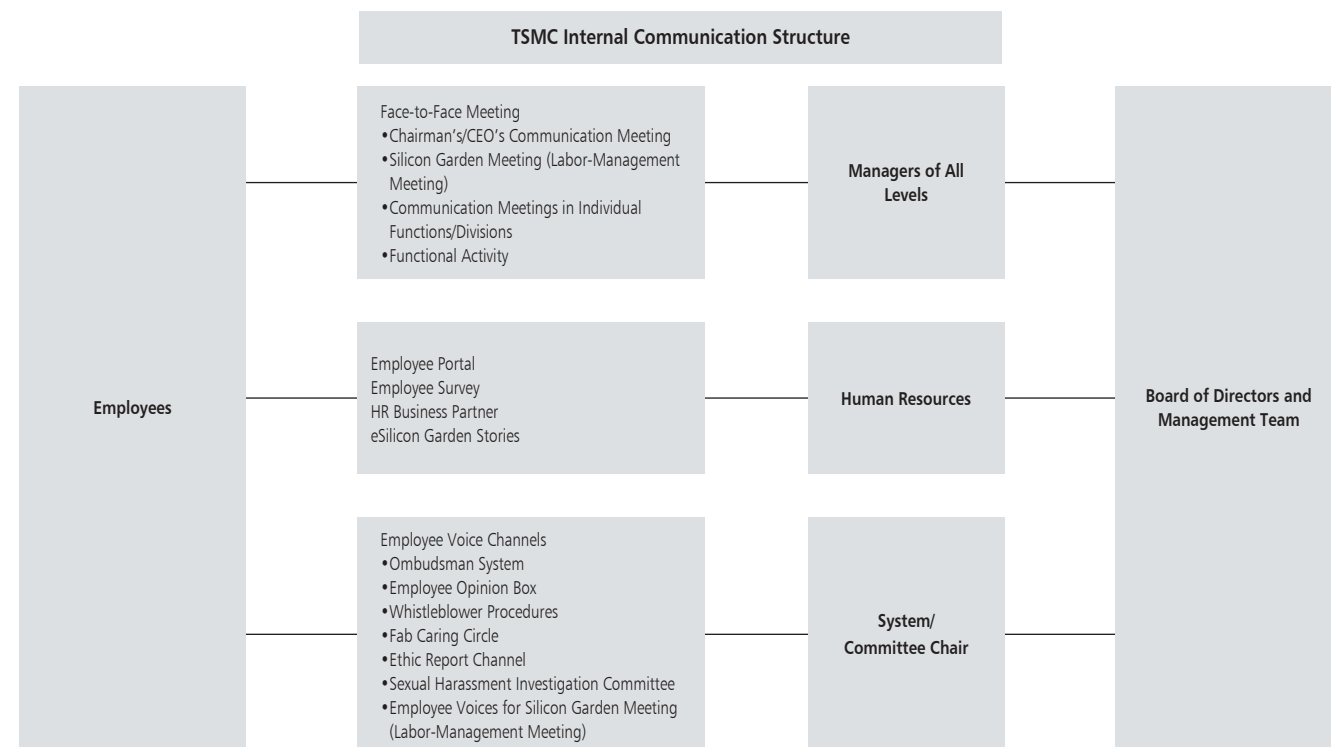 TSMC Internal Communication Structure
Employees
Face-to-Face Meeting
•Chairman's/CEO's Communication Meeting
•Silicon Garden Meeting (Labor-Management
Meeting)
•Communication Meetings in Individual
Functions/Divisions
•Functional Activity
Managers of All
Levels
Employee Portal
Employee Survey
HR Business Partner
eSilicon Garden Stories
Human Resources
Employee Voice Channels
•Ombudsman System
•Employee Opinion Box
•Whistleblower Procedures
•Fab Caring Circle
•Ethic Report Channel
•Sexual Harassment Investigation Committee
•Employee Voices for Silicon Garden Meeting
(Labor-Management Meeting)
System/
Committee Chair
Board of Directors and
Management Team